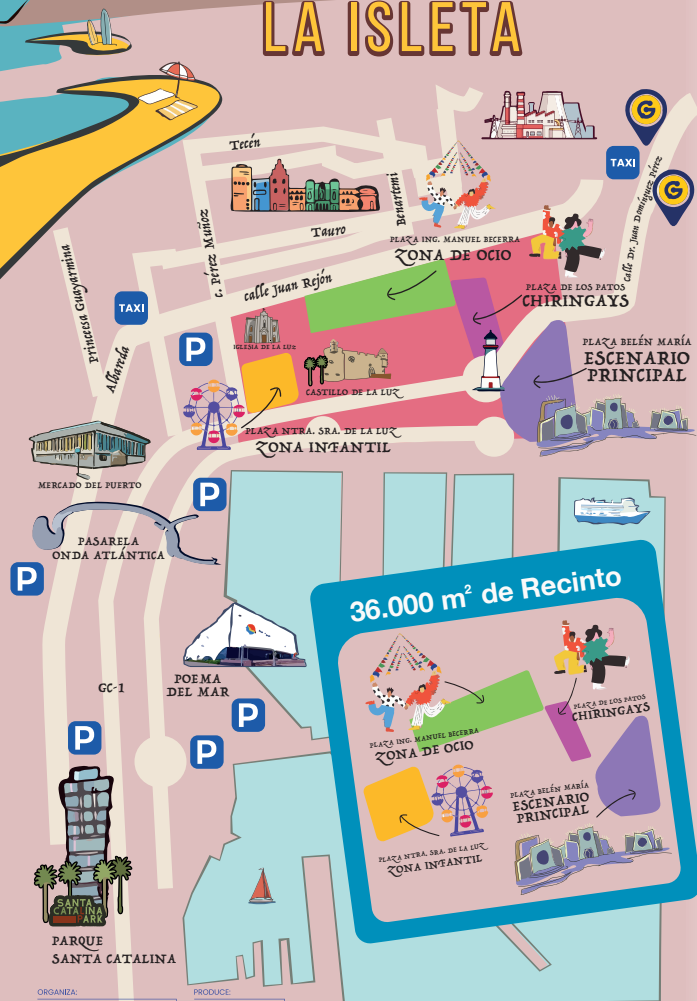 LA ISLETA
G
Tecén
TAXI
G
Calle Dr. Juan Domínguez Pérez
Benartemi
Tauro
C. Pérez Muñoz
PLAZA ING. MANUEL BECERRA
ZONA DE OCIO
Princesa Guayarmina
calle Juan Rejón
PLAZA DE LOS PATOS
CHIRINGAYS
TAXI
Albareda
P
IGLESIA DE LA LUZ
PLAZA BELÉN MARÍA
ESCENARIO
PRINCIPAL
CASTILLO DE LA LUZ
PLAZA NTRA. SRA. DE LA LUZ
ZONA INFANTIL
MERCADO DEL PUERTO
P
PASARELA
ONDA ATLÁNTICA
P
36.000 m² de Recinto
POEMA
DEL MAR
GC-1
P
P
P
PLAZA ING. MANUEL BECERRA
ZONA DE OCIO
PLAZA DE LOS PATOS
CHIRINGAYS
PLAZA BELÉN MARÍA
ESCENARIO
PRINCIPAL
PLAZA NTRA. SRA. DE LA LUZ
ZONA INFANTIL
SANTA
CATALINA
PARK
PARQUE
SANTA CATALINA
ORGANIZA:
PRODUCE: